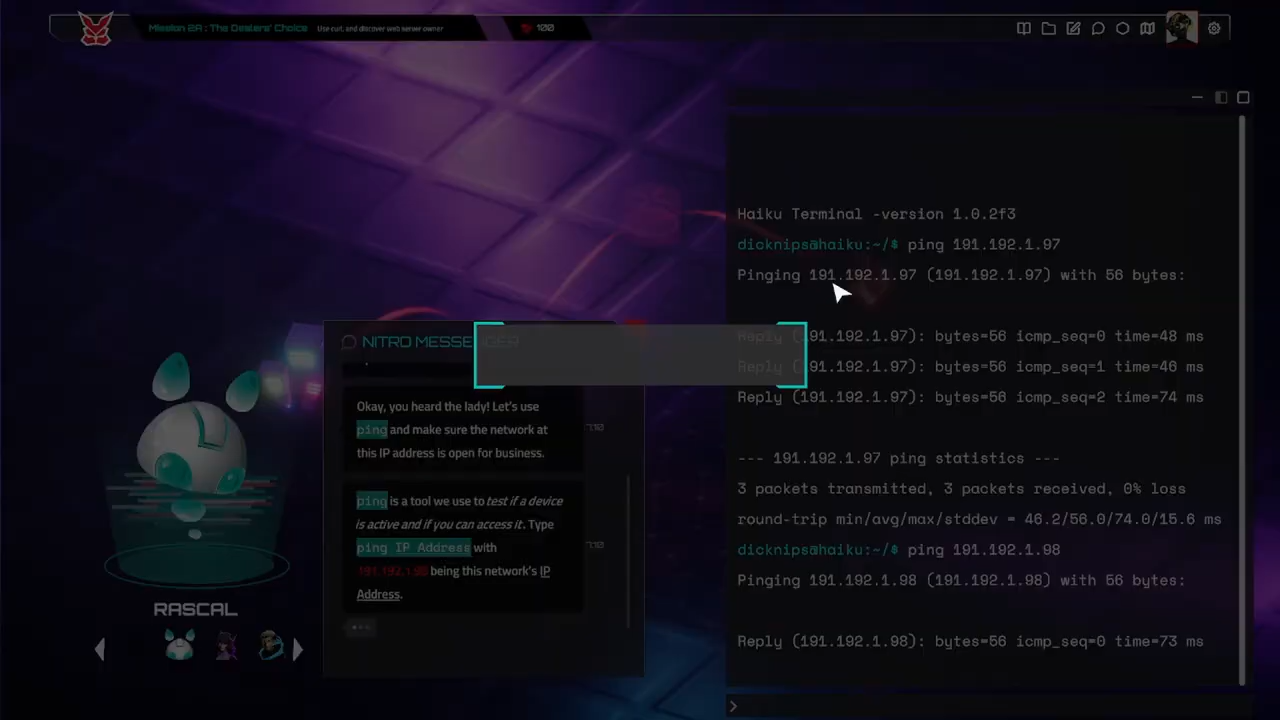 Mission 2A : The Dealers' Choice
Use curl, and discover web server owner
100
Haiku Terminal -version 1.0.2f3
dicknips@haiku:~/$ ping 191.192.1.97
Pinging 191.192.1.97 (191.192.1.97) with 56 bytes:
Reply (191.192.1.97): bytes=56 icmp_seq=0 time=48 ms
Reply (191.192.1.97): bytes=56 icmp_seq=1 time=46 ms
Reply (191.192.1.97): bytes=56 icmp_seq=2 time=74 ms
--- 191.192.1.97 ping statistics ---
3 packets transmitted, 3 packets received, 0% loss
round-trip min/avg/max/stddev = 46.2/56.0/74.0/15.6 ms
dicknips@haiku:~/$ ping 191.192.1.98
Pinging 191.192.1.98 (191.192.1.98) with 56 bytes:
Reply (191.192.1.98): bytes=56 icmp_seq=0 time=73 ms
NITRO MESSENGER
Okay, you heard the lady! Let's use
ping and make sure the network at
this IP address is open for business.
ping is a tool we use to test if a device
is active and if you can access it. Type
ping IP Address with
191.192.1.98 being this network's IP
Address.
RASCAL